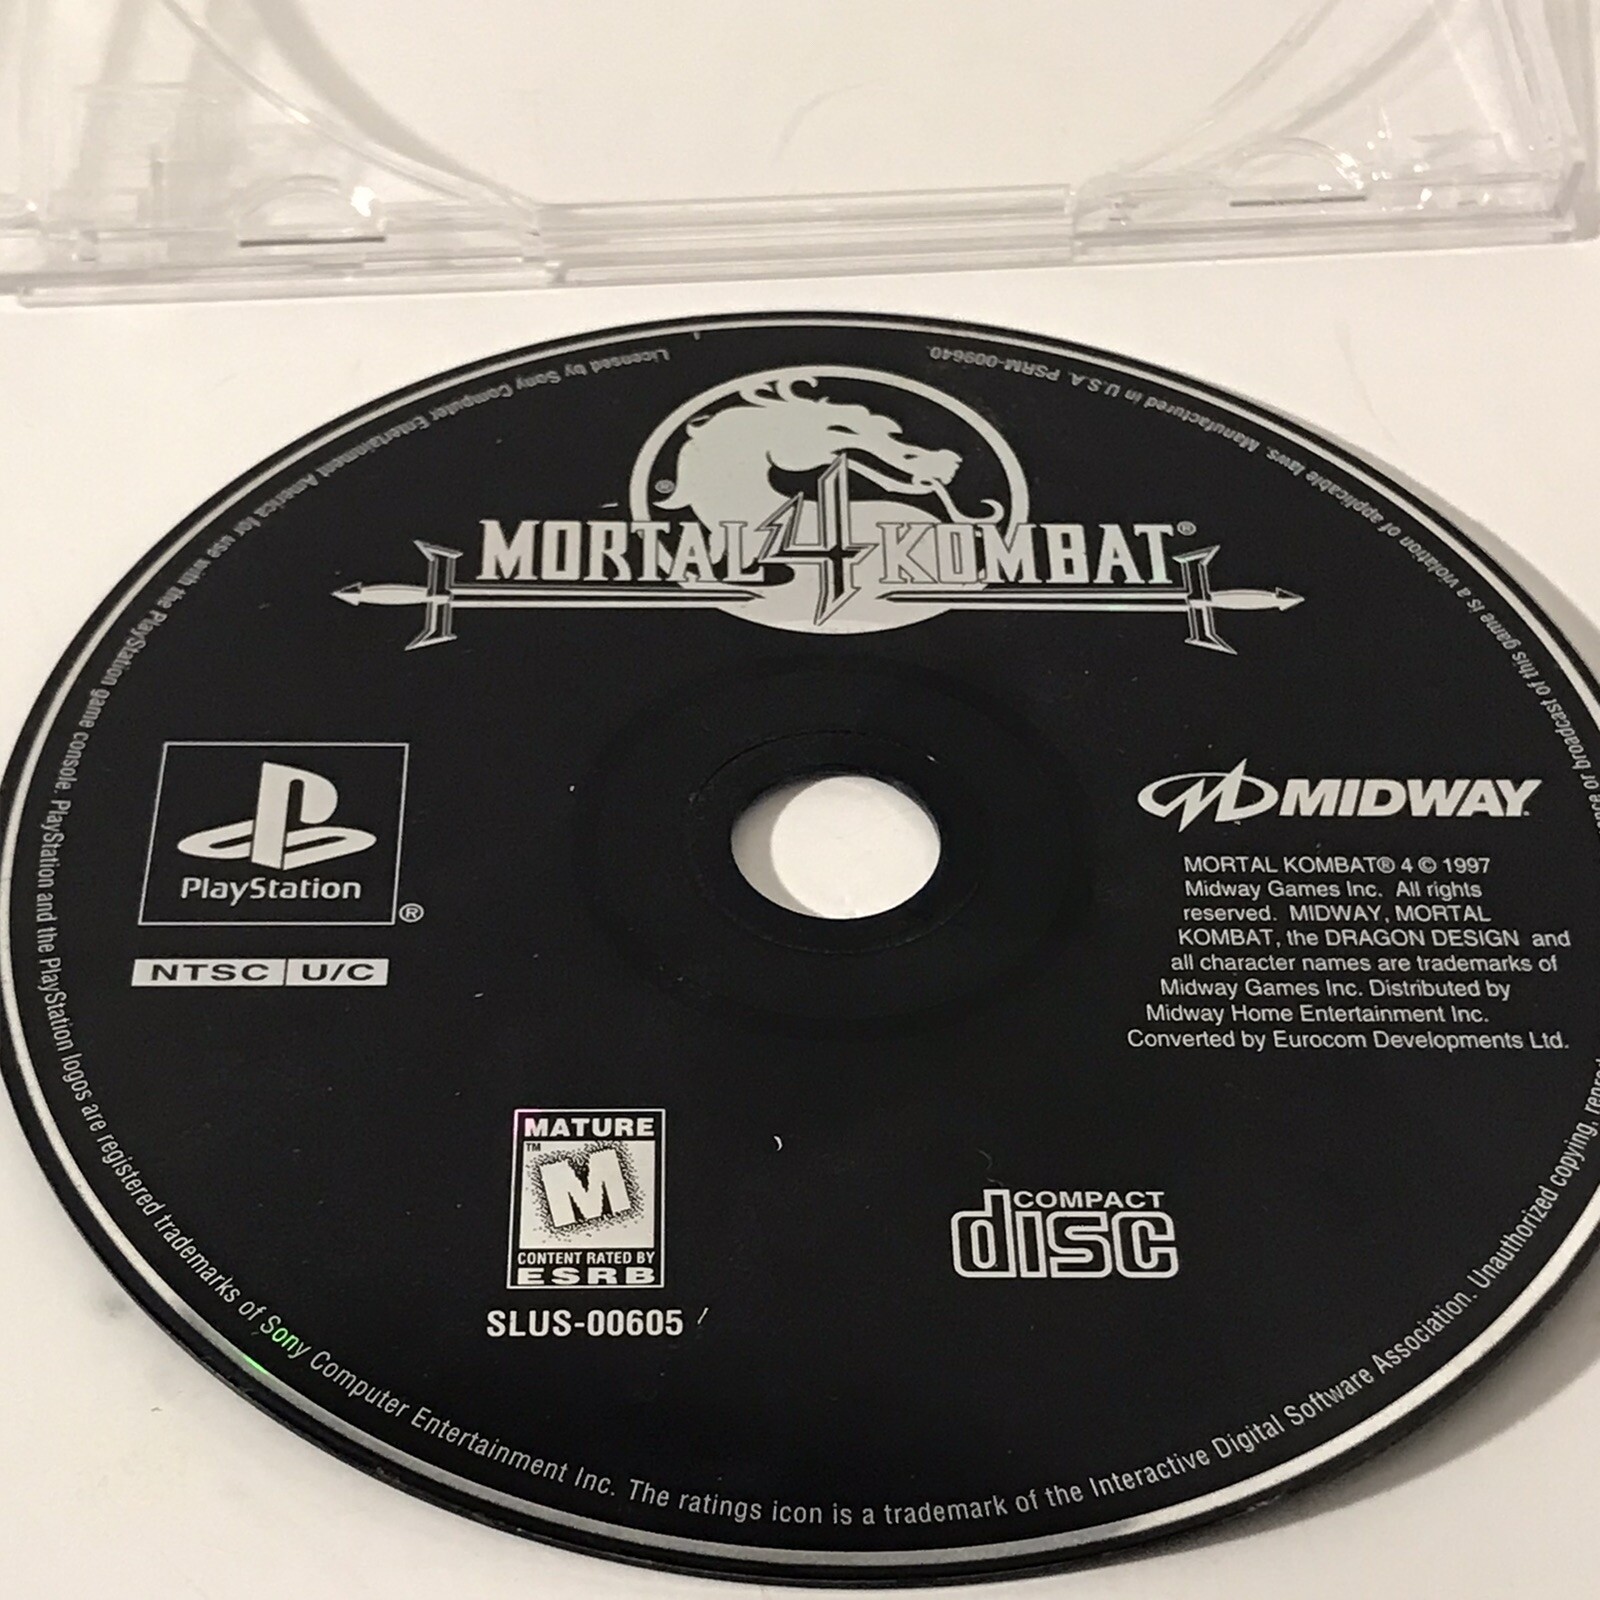 MORTAL 4 KOMBAT®
PlayStation
®
NTSC U/C
MIDWAY
MORTAL KOMBAT® 4 © 1997
Midway Games Inc. All rights
reserved. MIDWAY, MORTAL
KOMBAT, the DRAGON DESIGN and
all character names are trademarks of
Midway Games Inc. Distributed by
Midway Home Entertainment Inc.
Converted by Eurocom Developments Ltd.
MATURE
TM
M
CONTENT RATED BY
ESRB
SLUS-00605
COMPACT
disc
Licensed by Sony Computer Entertainment America for use with the PlayStation game console. PlayStation and the PlayStation logos are registered trademarks of Sony Computer Entertainment Inc. The ratings icon is a trademark of the Interactive Digital Software Association. Unauthorized copying, or broadcast of this game is a violation of applicable laws. Manufactured in U.S.A. PSRM-009640.